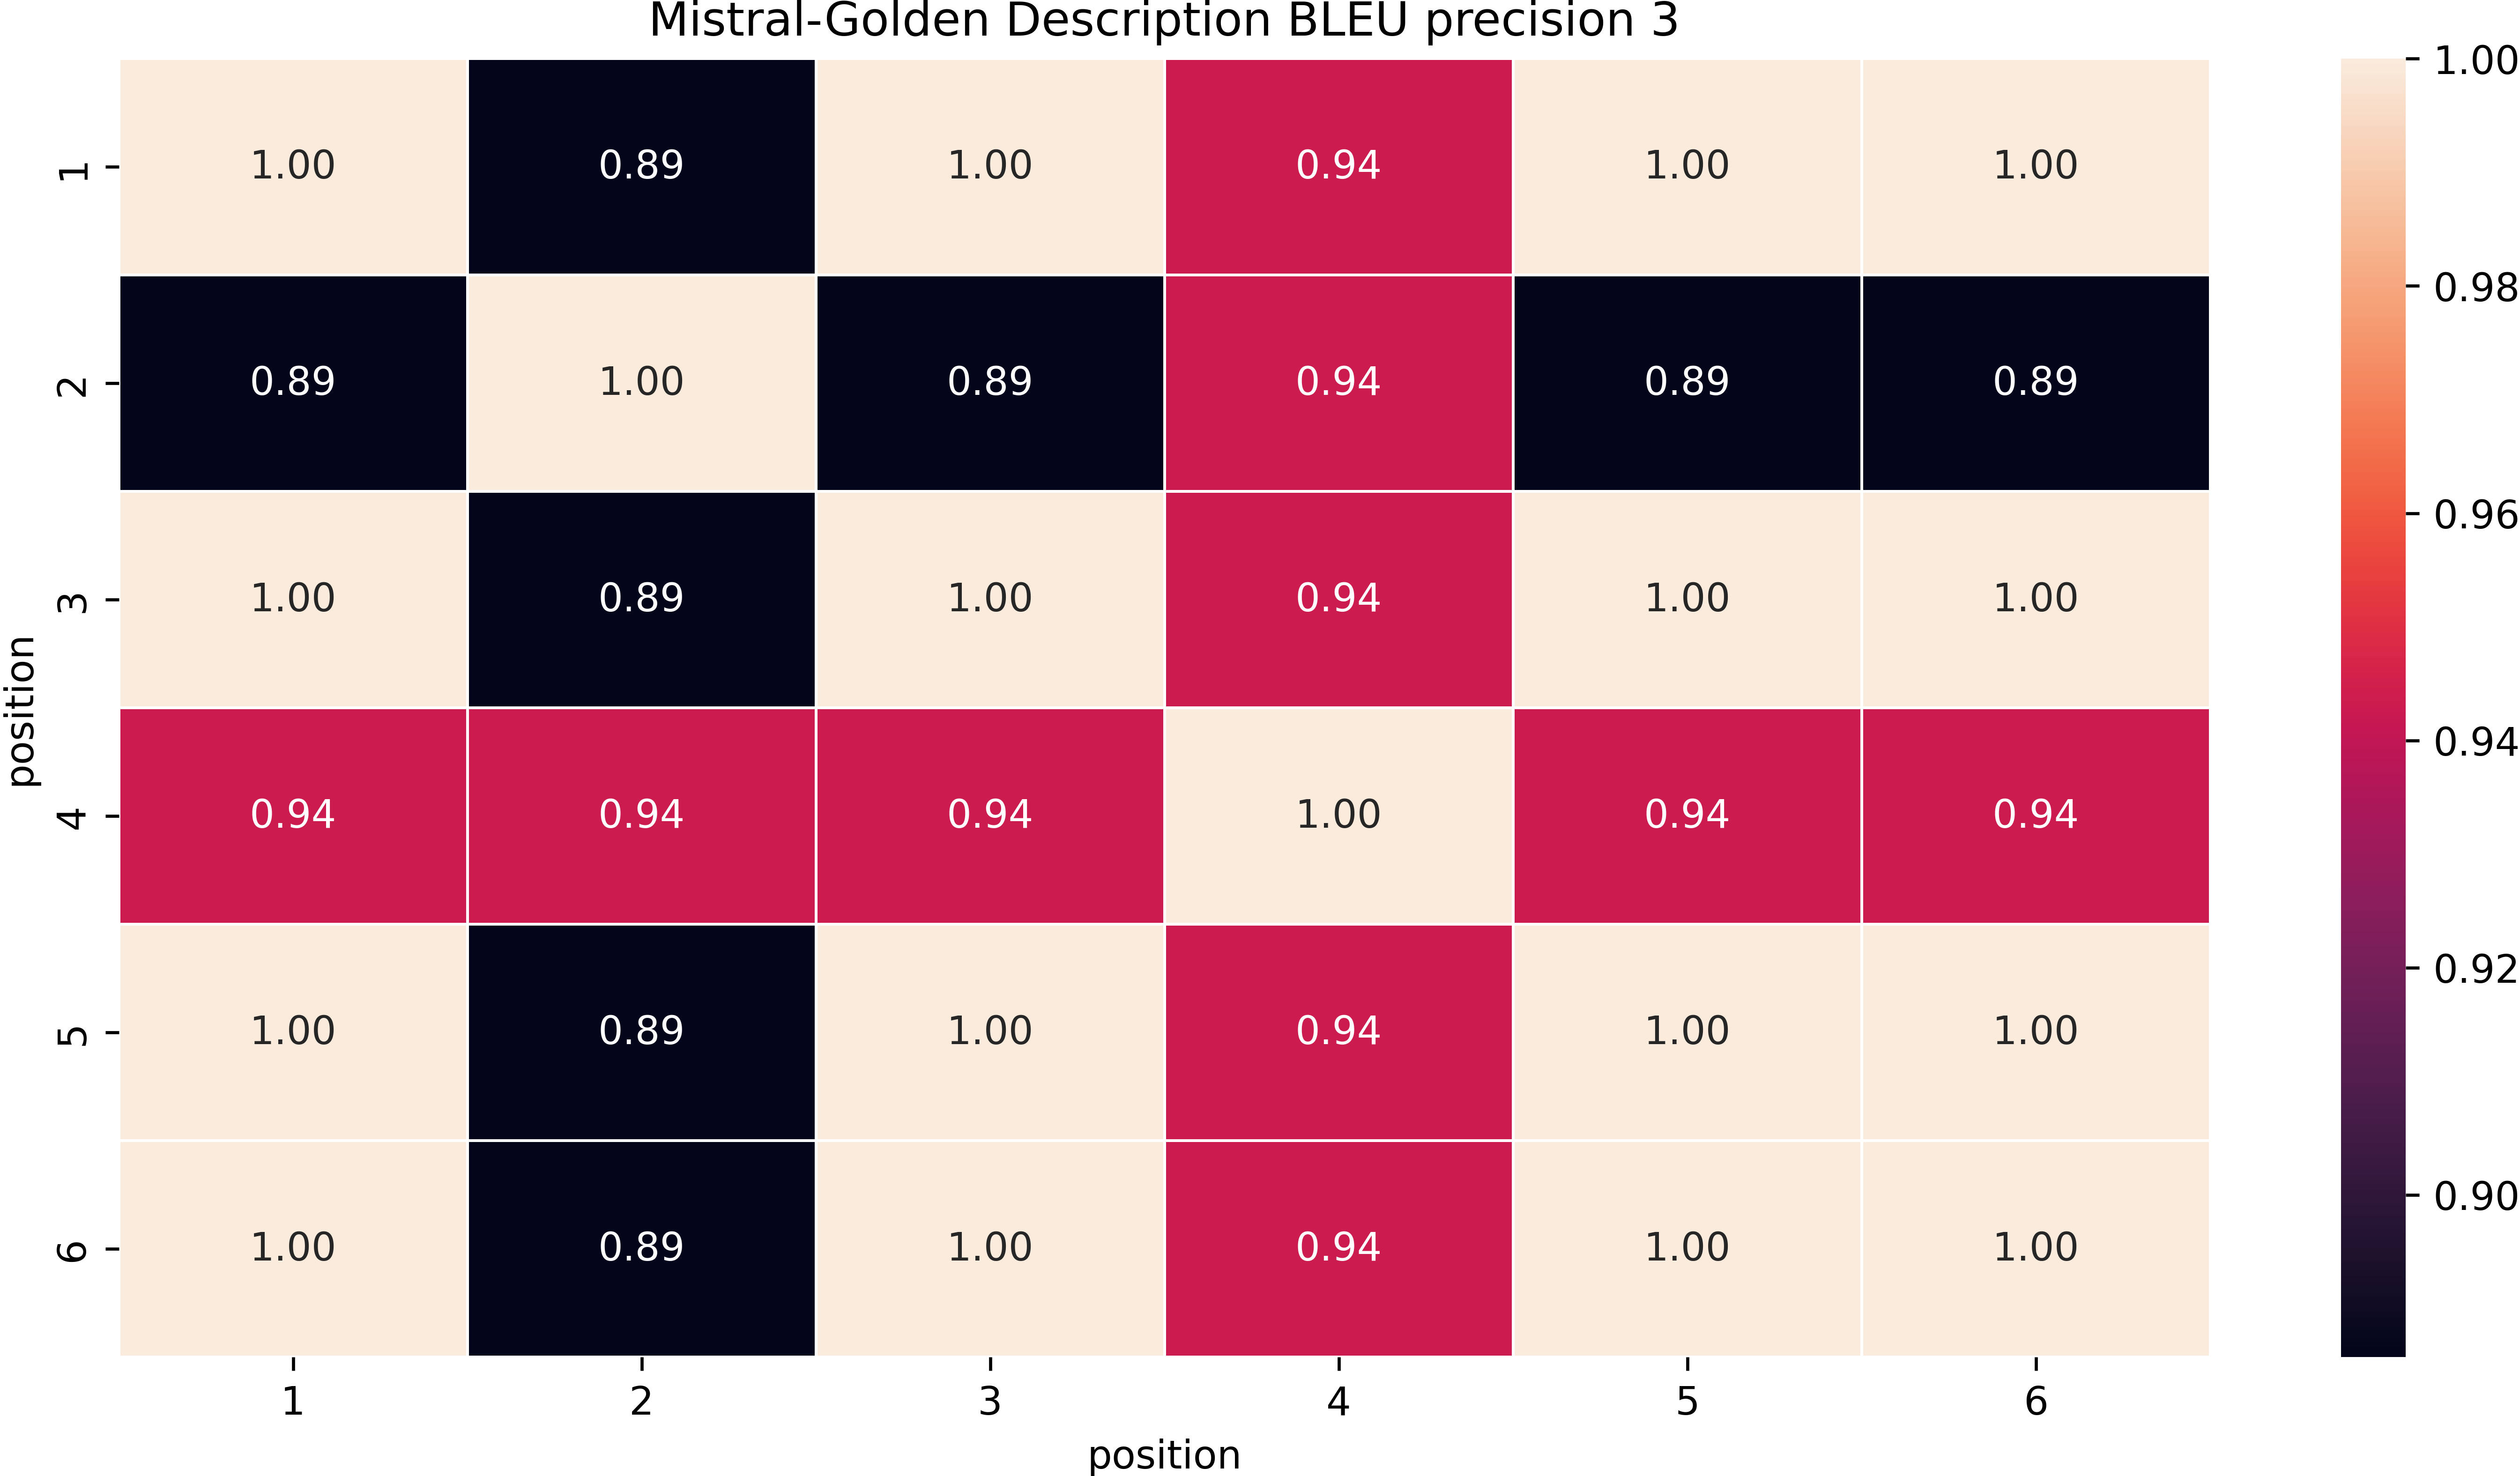 Mistral-Golden Description BLEU precision 3
1 1.00 0.89 1.00 0.94 1.00 1.00
2 0.89 1.00 0.89 0.94 0.89 0.89
3 1.00 0.89 1.00 0.94 1.00 1.00
4 0.94 0.94 0.94 1.00 0.94 0.94
5 1.00 0.89 1.00 0.94 1.00 1.00
6 1.00 0.89 1.00 0.94 1.00 1.00
1 2 3 4 5 6
position
position
1.00
0.98
0.96
0.94
0.92
0.90